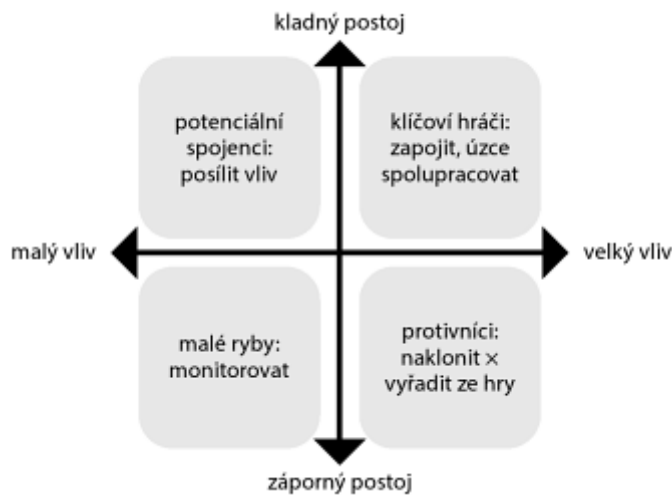 kladný postoj
potenciální
spojenci:
posílit vliv
klíčoví hráči:
zapojit, úzce
spolupracovat
malý vliv
velký vliv
malé ryby:
monitorovat
protivníci:
naklonit ×
vyřadit ze hry
záporný postoj